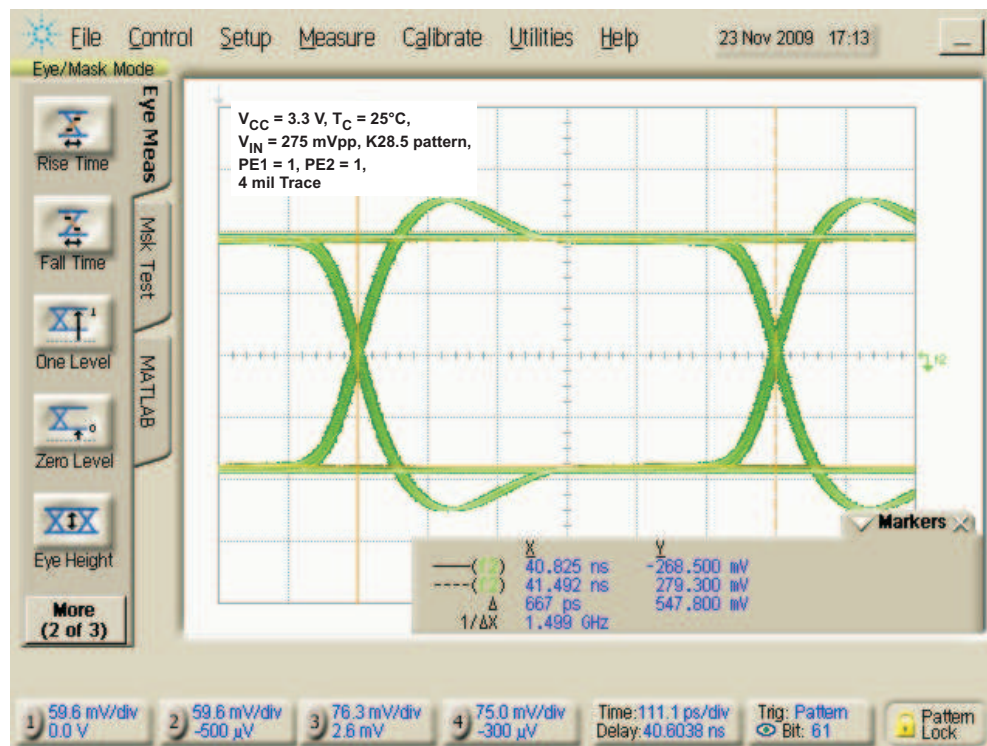 File Control Setup Measure Calibrate Utilities Help 23 Nov 2009 17:13
Eye/Mask Mode
Eye Meas
Msk Test
MATLAB
Rise Time
Fall Time
One Level
Zero Level
Eye Height
More
(2 of 3)
VCC = 3.3 V, TC = 25°C,
VIN = 275 mVpp, K28.5 pattern,
PE1 = 1, PE2 = 1,
4 mil Trace
f2
Markers
X Y
——(f2) 40.825 ns -268.500 mV
----(f2) 41.492 ns 279.300 mV
Δ 667 ps 547.800 mV
1/ΔX 1.499 GHz
1) 59.6 mV/div
0.0 V
2) 59.6 mV/div
-500 µV
3) 76.3 mV/div
2.6 mV
4) 75.0 mV/div
-300 µV
Time:111.1 ps/div
Delay:40.6038 ns
Trig: Pattern
Bit: 61
Pattern
Lock